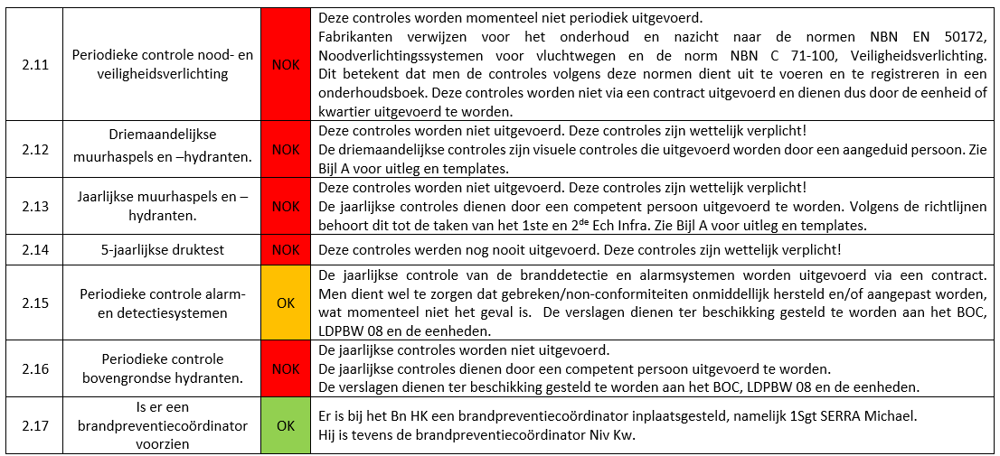 2.11
Periodieke controle nood- en
veiligheidsverlichting
NOK
Deze controles worden momenteel niet periodiek uitgevoerd.
Fabrikanten verwijzen voor het onderhoud en nazicht naar de normen NBN EN 50172,
Noodverlichtingssystemen voor vluchtwegen en de norm NBN C 71-100, Veiligheidsverlichting.
Dit betekent dat men de controles volgens deze normen dient uit te voeren en te registreren in een
onderhoudsboek. Deze controles worden niet via een contract uitgevoerd en dienen dus door de eenheid of
kwartier uitgevoerd te worden.
2.12
Driemaandelijkse
muurhaspels en –hydranten.
NOK
Deze controles worden niet uitgevoerd. Deze controles zijn wettelijk verplicht!
De driemaandelijkse controles zijn visuele controles die uitgevoerd worden door een aangeduid persoon. Zie
Bijl A voor uitleg en templates.
2.13
Jaarlijkse muurhaspels en –
hydranten.
NOK
Deze controles worden niet uitgevoerd. Deze controles zijn wettelijk verplicht!
De jaarlijkse controles dienen door een competent persoon uitgevoerd te worden. Volgens de richtlijnen
behoort dit tot de taken van het 1ste en 2de Ech Infra. Zie Bijl A voor uitleg en templates.
2.14
5-jaarlijkse druktest
NOK
Deze controles werden nog nooit uitgevoerd. Deze controles zijn wettelijk verplicht!
2.15
Periodieke controle alarm-
en detectiesystemen
OK
De jaarlijkse controle van de branddetectie en alarmsystemen worden uitgevoerd via een contract.
Men dient wel te zorgen dat gebreken/non-conformiteiten onmiddellijk hersteld en/of aangepast worden,
wat momenteel niet het geval is. De verslagen dienen ter beschikking gesteld te worden aan het BOC,
LDPBW 08 en de eenheden.
2.16
Periodieke controle
bovengrondse hydranten.
NOK
De jaarlijkse controles worden niet uitgevoerd.
De jaarlijkse controles dienen door een competent persoon uitgevoerd te worden.
De verslagen dienen ter beschikking gesteld te worden aan het BOC, LDPBW 08 en de eenheden.
2.17
Is er een
brandpreventiecoördinator
voorzien
OK
Er is bij het Bn HK een brandpreventiecoördinator inplaatsgesteld, namelijk 1Sgt SERRA Michael.
Hij is tevens de brandpreventiecoördinator Niv Kw.